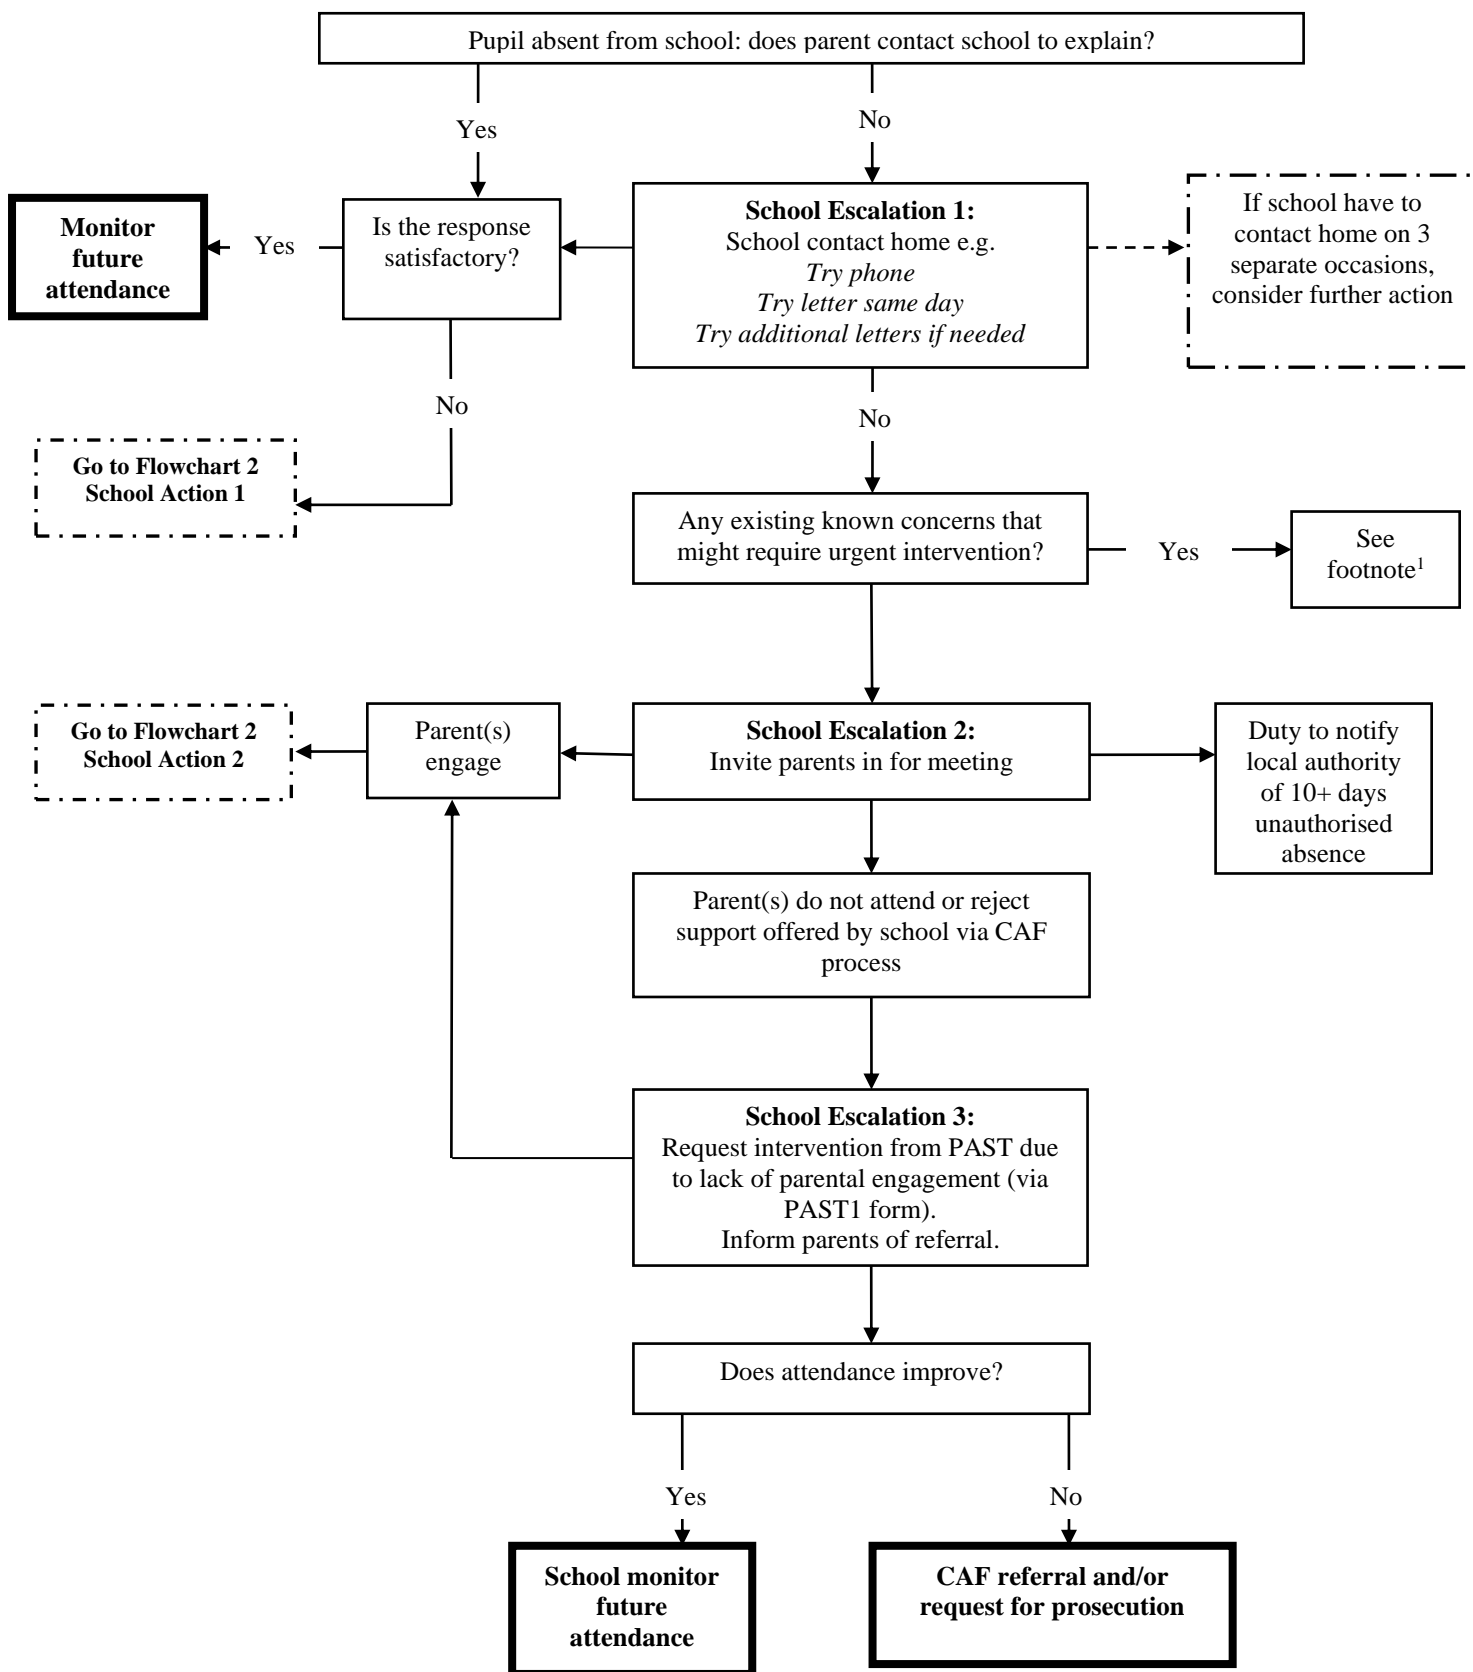 Pupil absent from school: does parent contact school to explain?
Yes
No
Monitor
future
attendance
Yes
Is the response
satisfactory?
School Escalation 1:
School contact home e.g.
Try phone
Try letter same day
Try additional letters if needed
If school have to
contact home on 3
separate occasions,
consider further action
No
No
Go to Flowchart 2
School Action 1
Any existing known concerns that
might require urgent intervention?
Yes
See
footnote1
Go to Flowchart 2
School Action 2
Parent(s)
engage
School Escalation 2:
Invite parents in for meeting
Duty to notify
local authority
of 10+ days
unauthorised
absence
Parent(s) do not attend or reject
support offered by school via CAF
process
School Escalation 3:
Request intervention from PAST due
to lack of parental engagement (via
PAST1 form).
Inform parents of referral.
Does attendance improve?
Yes
No
School monitor
future
attendance
CAF referral and/or
request for prosecution